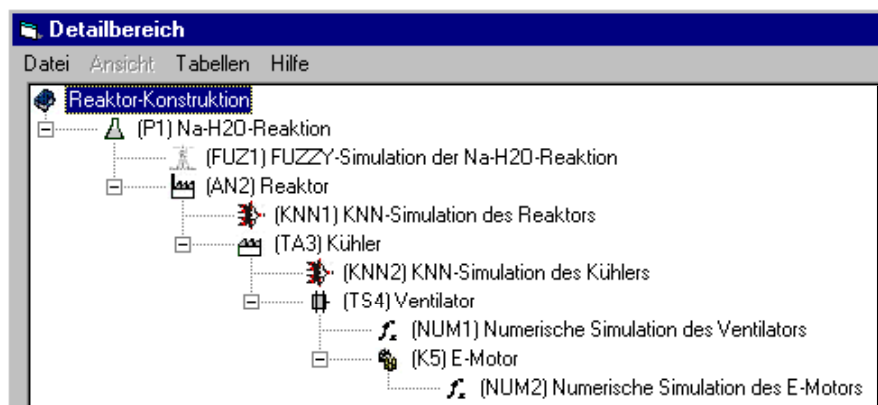 Detailbereich
Datei Ansicht Tabellen Hilfe
Reaktor-Konstruktion
(P1) Na-H2O-Reaktion
(FUZ1) FUZZY-Simulation der Na-H2O-Reaktion
(AN2) Reaktor
(KNN1) KNN-Simulation des Reaktors
(TA3) Kühler
(KNN2) KNN-Simulation des Kühlers
(TS4) Ventilator
(NUM1) Numerische Simulation des Ventilators
(K5) E-Motor
(NUM2) Numerische Simulation des E-Motors